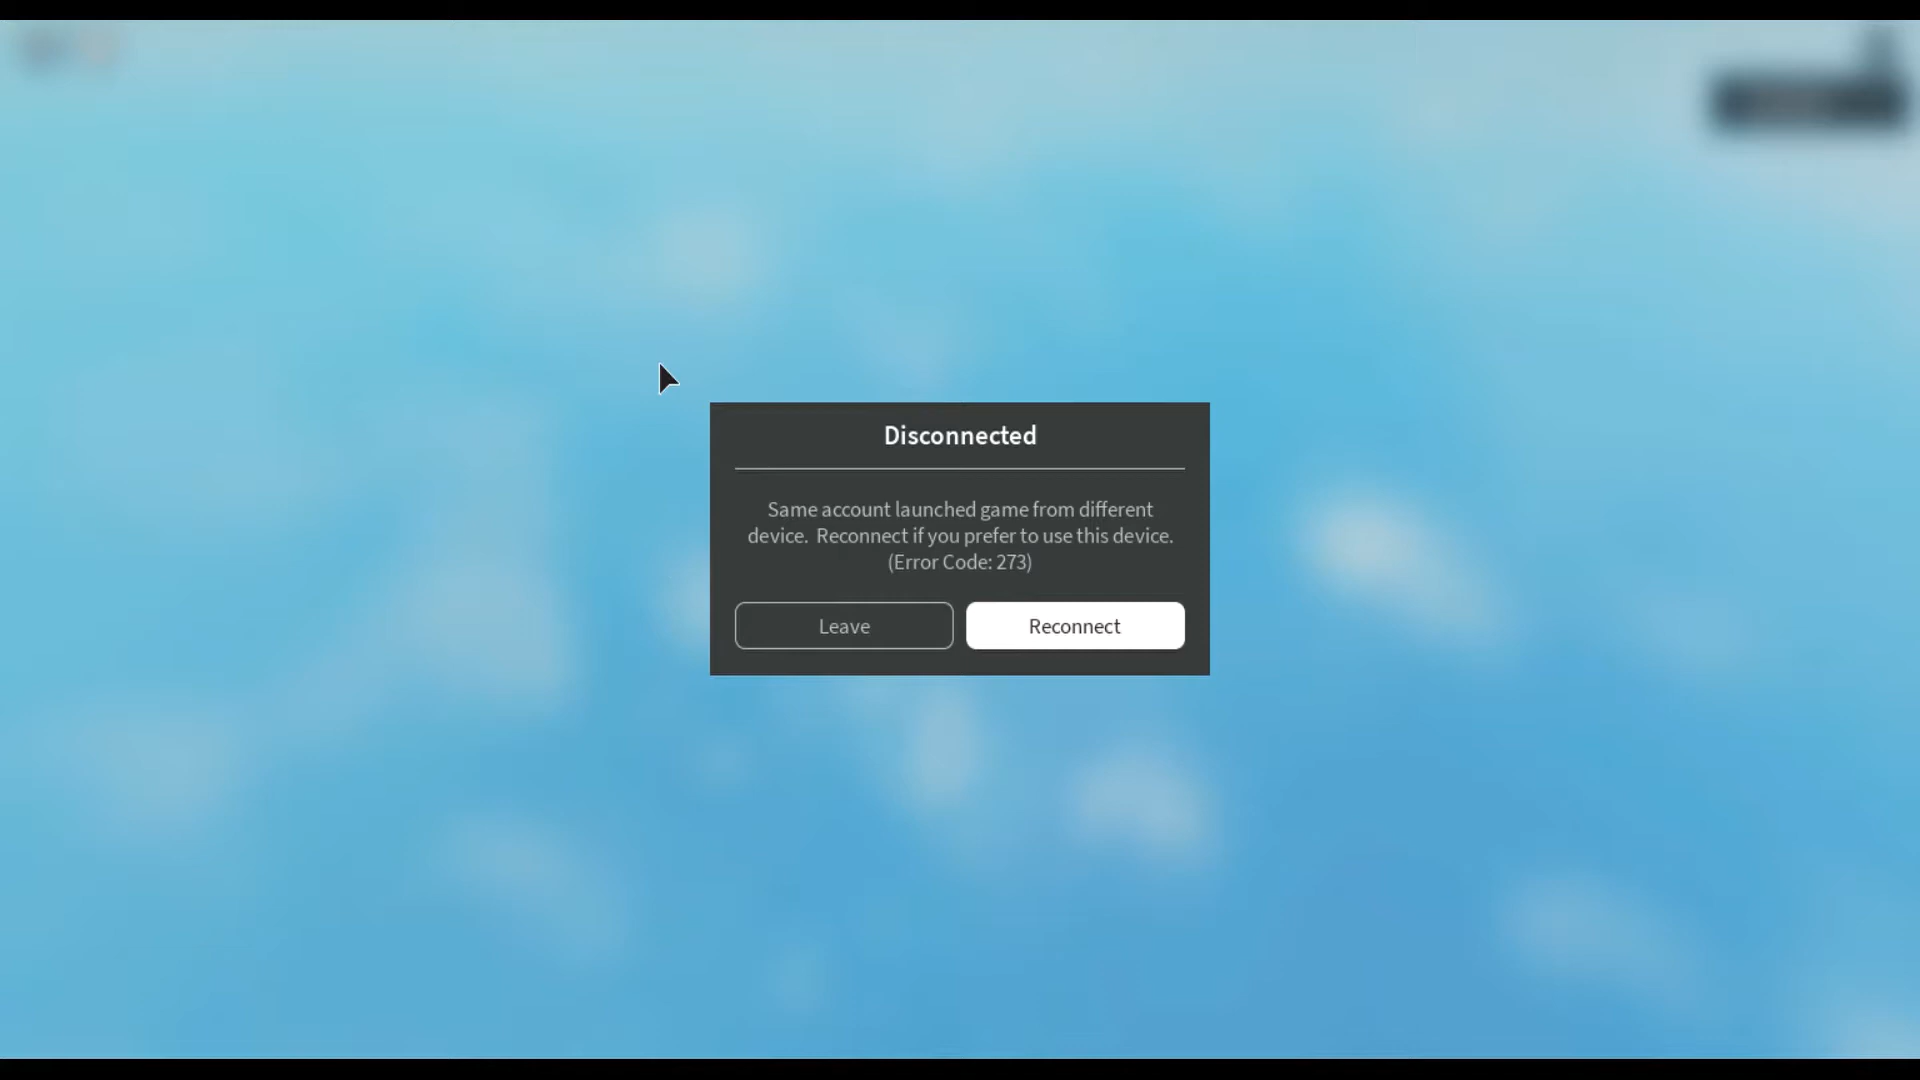 Disconnected
Same account launched game from different
device. Reconnect if you prefer to use this device.
(Error Code: 273)
Leave
Reconnect